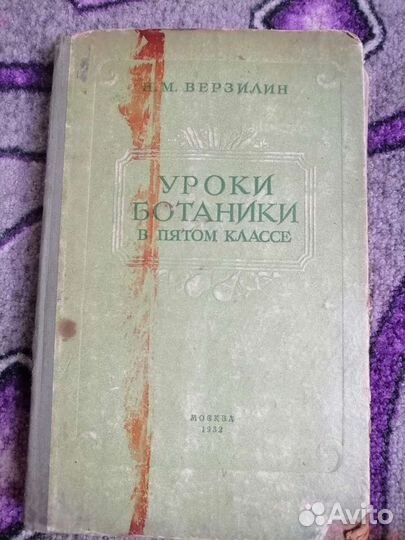 Н. М. ВЕРЗИЛИН
УРОКИ
БОТАНИКИ
В ПЯТОМ КЛАССЕ
МОСКВА
1952
Avito